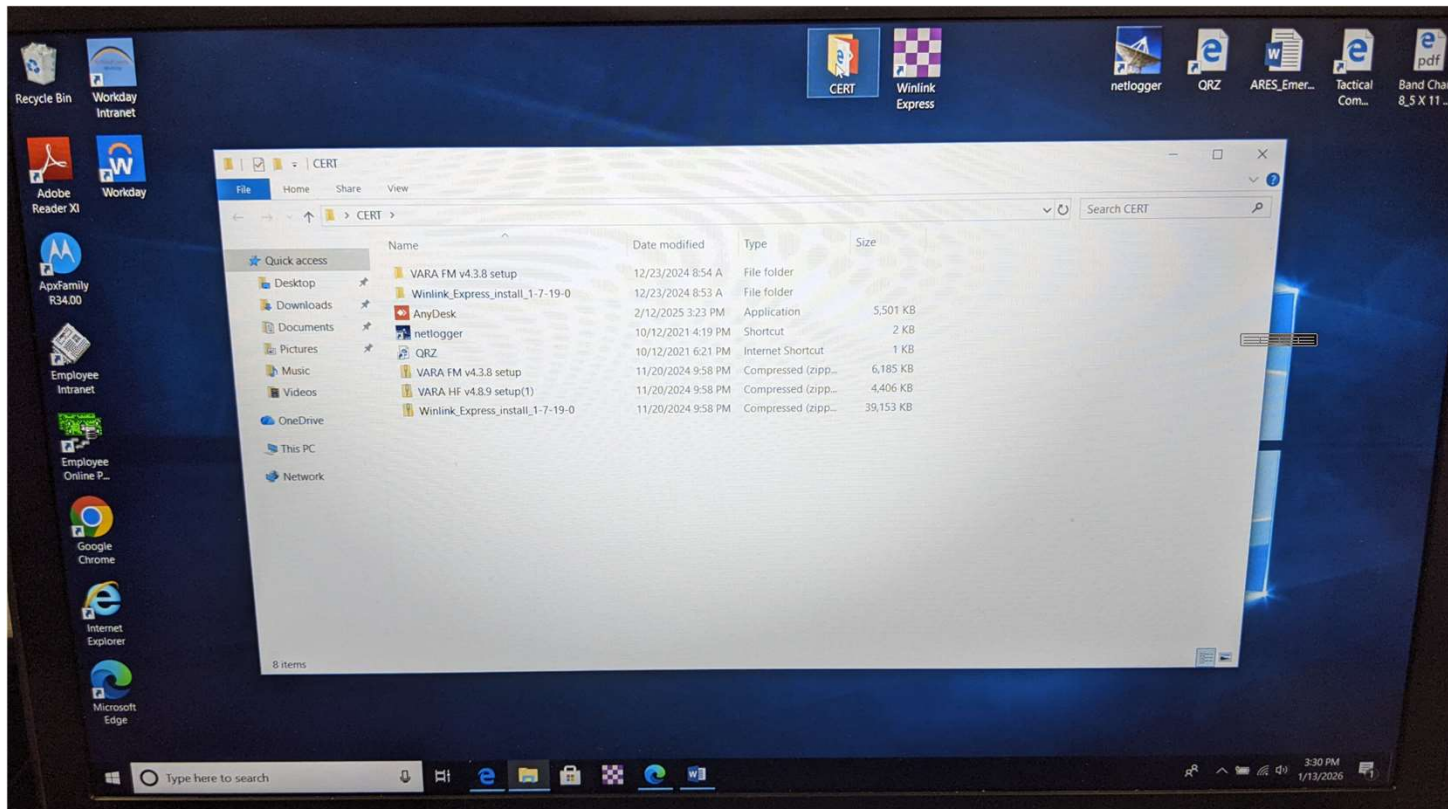 Recycle Bin
Workday
Intranet
Adobe
Reader XI
Workday
ApxFamily
R34.00
Employee
Intranet
Employee
Online P...
Google
Chrome
Internet
Explorer
Microsoft
Edge
CERT
Winlink
Express
netlogger
QRZ
W
ARES_Emer...
Tactical
Com...
pdf
Band Cha
8_5 X 11 ...
CERT
File Home Share View
CERT
Search CERT
Quick access
Desktop
Downloads
Documents
Pictures
Music
Videos
OneDrive
This PC
Network
Name Date modified Type Size
VARA FM v4.3.8 setup 12/23/2024 8:54 A File folder
Winlink_Express_install_1-7-19-0 12/23/2024 8:53 A File folder
AnyDesk 2/12/2025 3:23 PM Application 5,501 KB
netlogger 10/12/2021 4:19 PM Shortcut 2 KB
QRZ 10/12/2021 6:21 PM Internet Shortcut 1 KB
VARA FM v4.3.8 setup 11/20/2024 9:58 PM Compressed (zipp... 6,185 KB
VARA HF v4.8.9 setup(1) 11/20/2024 9:58 PM Compressed (zipp... 4,406 KB
Winlink_Express_install_1-7-19-0 11/20/2024 9:58 PM Compressed (zipp... 39,153 KB
8 items
Type here to search
3:30 PM
1/13/2026